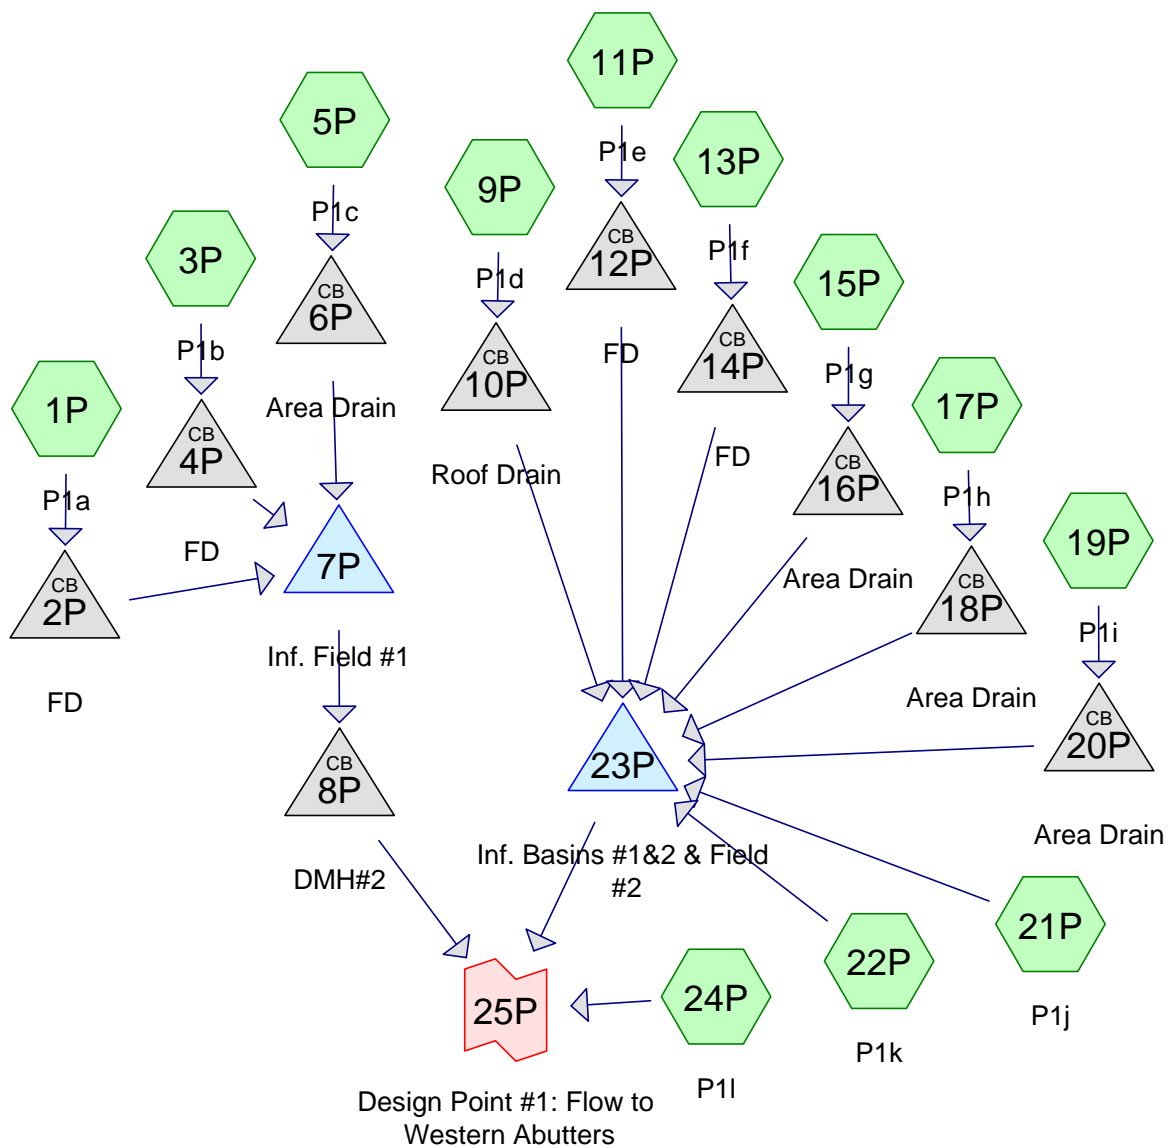 11P
5P
P1e
13P
9P
P1c
3P
CB
12P
P1f
15P
P1d
CB
6P
P1b
FD
CB
14P
CB
10P
P1g
1P
Area Drain
17P
CB
4P
CB
16P
Roof Drain
FD
P1a
P1h
19P
FD
7P
Area Drain
CB
2P
CB
18P
P1i
Inf. Field #1
FD
Area Drain
CB
20P
CB
8P
23P
Area Drain
Inf. Basins #1&2 & Field
#2
DMH#2
21P
22P
24P
25P
P1j
P1k
P1l
Design Point #1: Flow to
Western Abutters